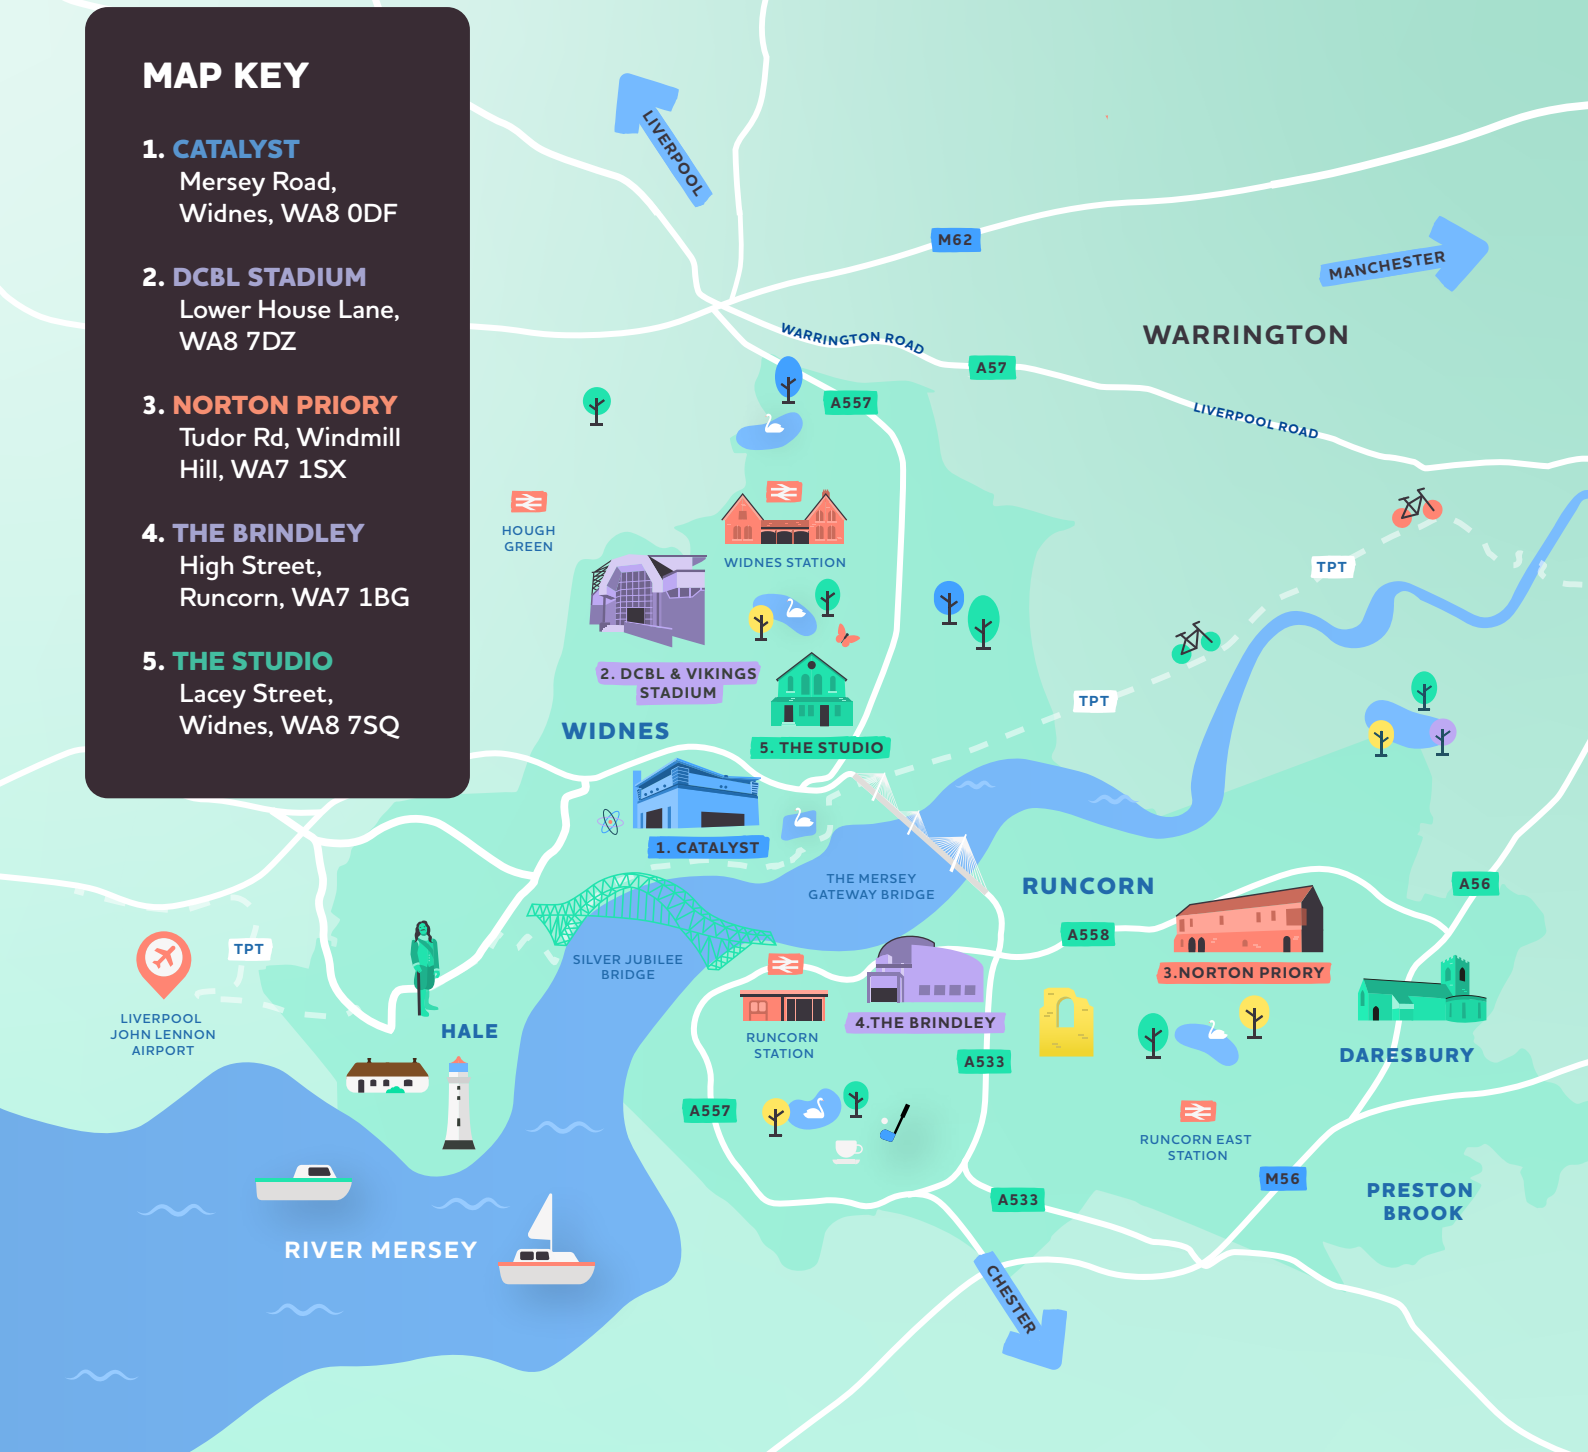 MAP KEY
1. CATALYST
Mersey Road,
Widnes, WA8 0DF
2. DCBL STADIUM
Lower House Lane,
WA8 7DZ
3. NORTON PRIORY
Tudor Rd, Windmill
Hill, WA7 1SX
4. THE BRINDLEY
High Street,
Runcorn, WA7 1BG
5. THE STUDIO
Lacey Street,
Widnes, WA8 7SQ
LIVERPOOL
M62
MANCHESTER
WARRINGTON
WARRINGTON ROAD
A57
A557
LIVERPOOL ROAD
HOUGH
GREEN
WIDNES STATION
TPT
2. DCBL & VIKINGS
STADIUM
TPT
WIDNES
5. THE STUDIO
1. CATALYST
THE MERSEY
GATEWAY BRIDGE
RUNCORN
A56
A558
TPT
SILVER JUBILEE
BRIDGE
3.NORTON PRIORY
LIVERPOOL
JOHN LENNON
AIRPORT
HALE
RUNCORN
STATION
4.THE BRINDLEY
DARESBURY
A533
A557
RUNCORN EAST
STATION
M56
PRESTON
BROOK
A533
RIVER MERSEY
CHESTER